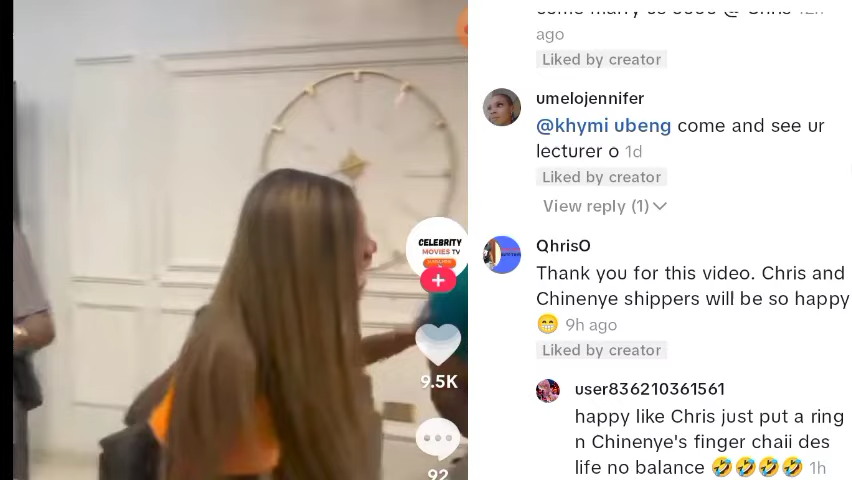 CELEBRITY
MOVIES TV
9.5K
92
ago
Liked by creator
umelojennifer
@khymi ubeng come and see ur
lecturer o 1d
Liked by creator
View reply (1)
QhrisO
Thank you for this video. Chris and
Chinenye shippers will be so happy
😁 9h ago
Liked by creator
user836210361561
happy like Chris just put a ring
n Chinenye's finger chaii des
life no balance 🤣🤣🤣🤣 1h